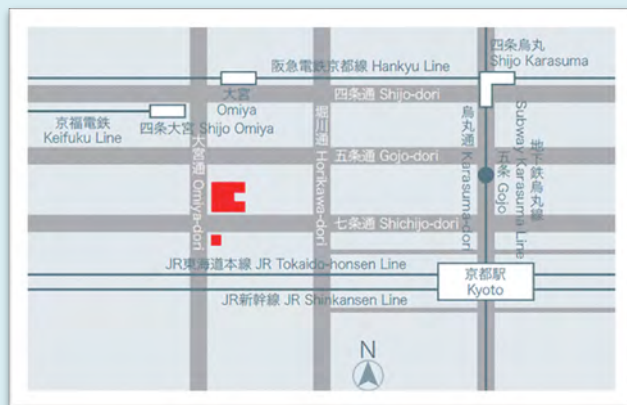 四条烏丸
Shijo Karasuma
阪急電鉄京都線 Hankyu Line
大宮
Omiya
四条通 Shijo-dori
京福電鉄
Keifuku Line
四条大宮 Shijo Omiya
大宮通 Omiya-dori
堀川通 Horikawa-dori
烏丸通 Karasuma-dori
五条 Gojo
地下鉄烏丸線
Subway Karasuma Line
五条通 Gojo-dori
七条通 Shichijo-dori
JR東海道本線 JR Tokaido-honsen Line
京都駅
Kyoto
JR新幹線 JR Shinkansen Line
N